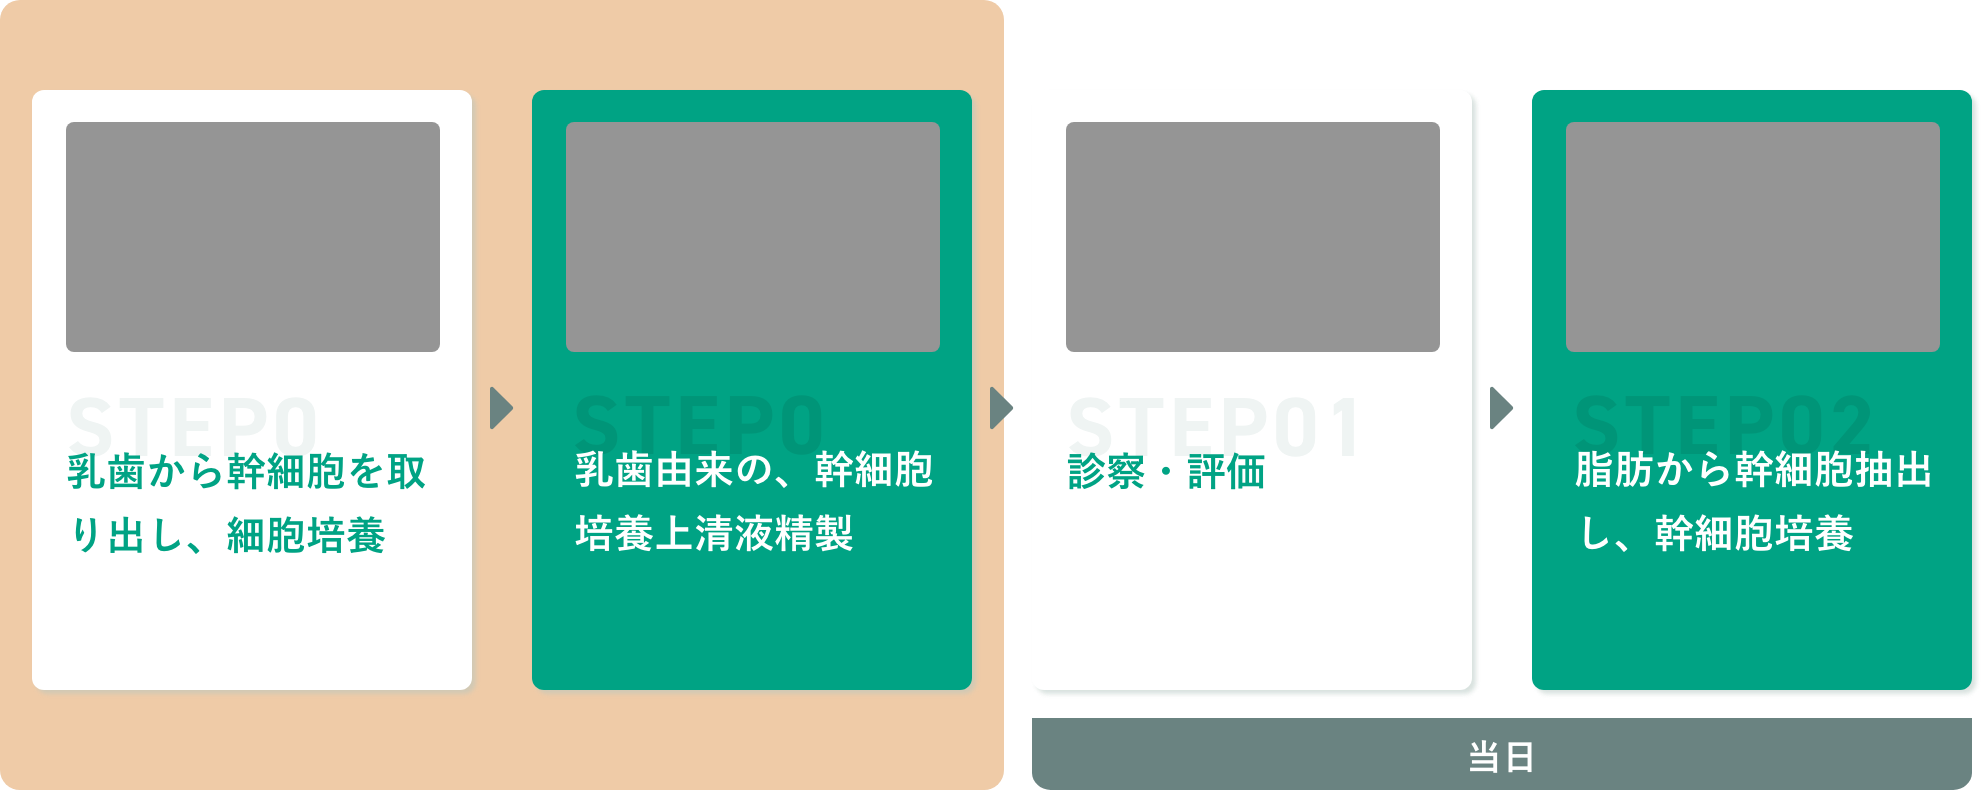 STEP0
乳歯から幹細胞を取
り出し、細胞培養
STEP0
乳歯由来の、幹細胞
培養上清液精製
STEP01
診察・評価
STEP02
脂肪から幹細胞抽出
し、幹細胞培養
当日